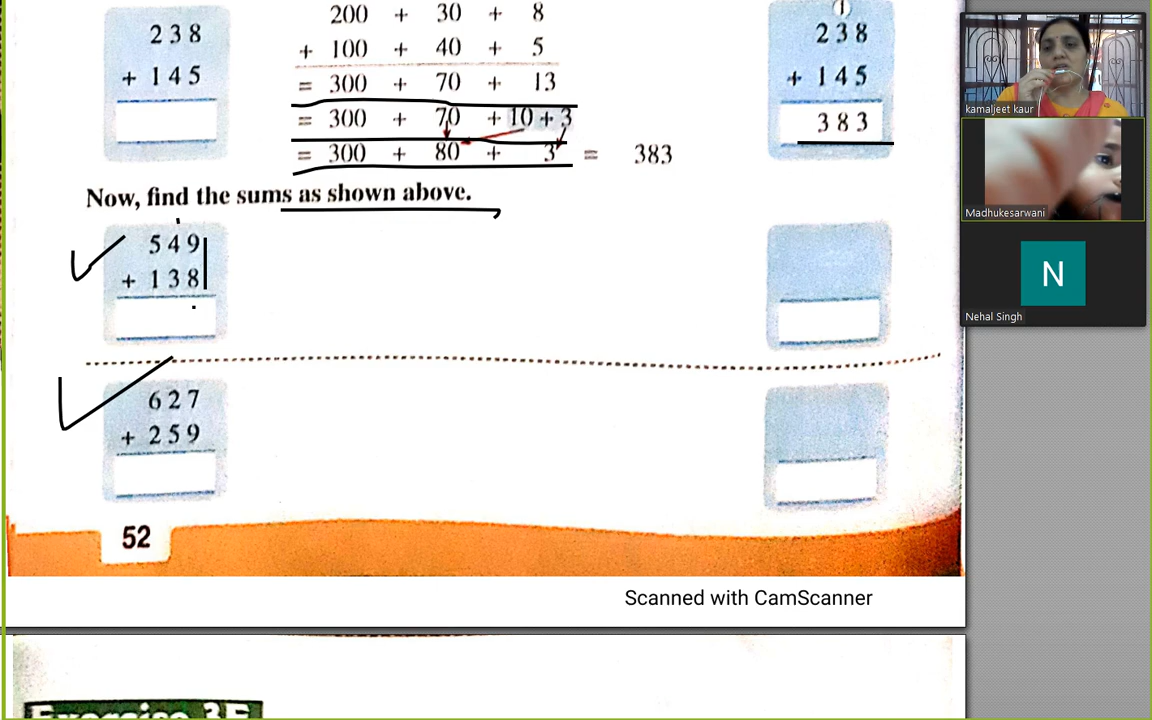 238
+ 145
200 + 30 + 8
+ 100 + 40 + 5
= 300 + 70 + 13
= 300 + 70 + 10 + 3
= 300 + 80 + 3 = 383
1
238
+ 145
383
Now, find the sums as shown above.
549
+ 138
627
+ 259
52
Scanned with CamScanner
Exercise 3E
kamaljeet kaur
Madhukesarwani
N
Nehal Singh